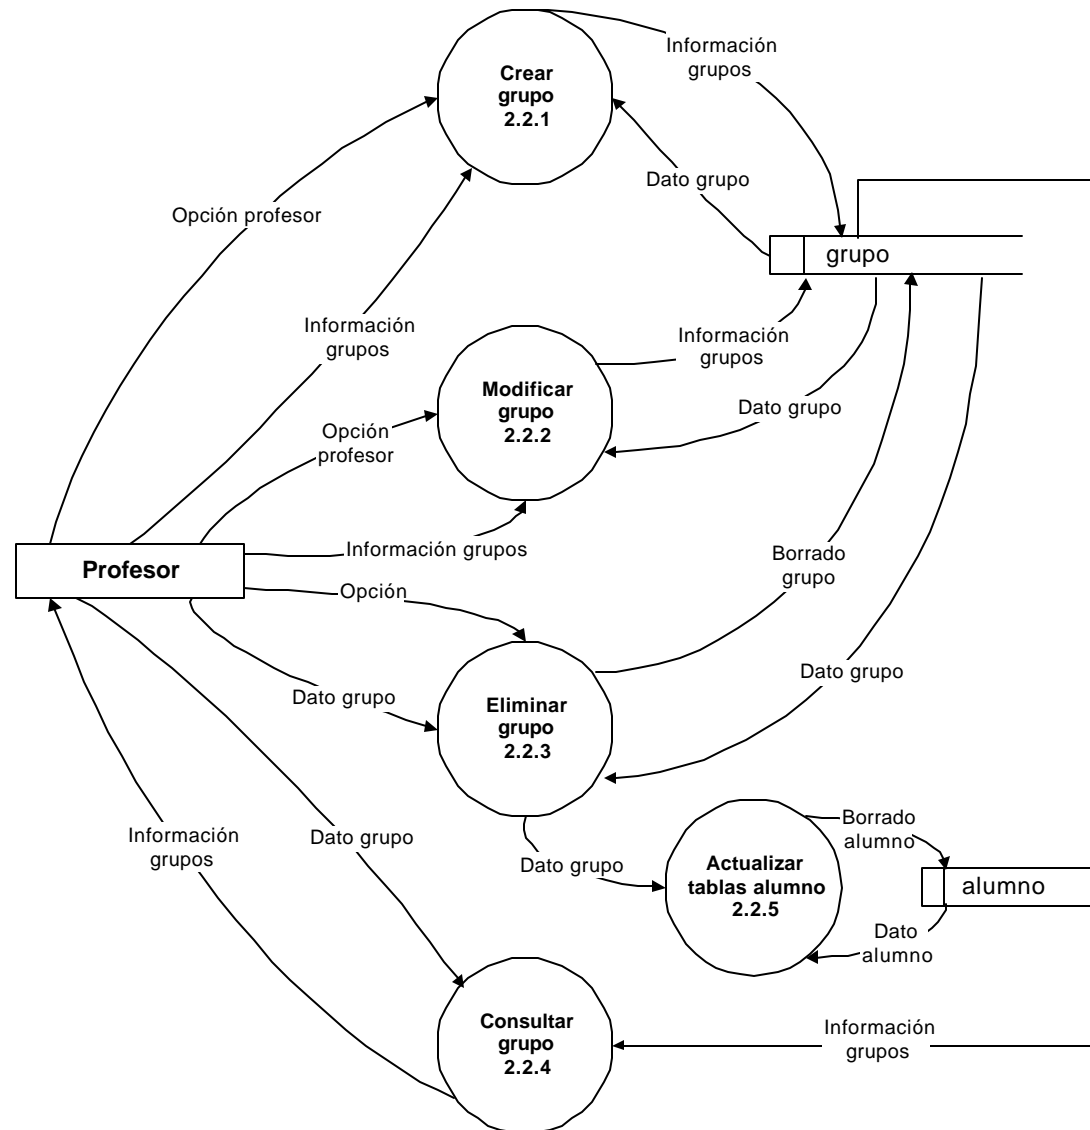 Información
grupos
Crear
grupo
2.2.1
Dato grupo
Opción profesor
grupo
Información
grupos
Información
grupos
Modificar
grupo
2.2.2
Dato grupo
Opción
profesor
Información grupos
Borrado
grupo
Profesor
Opción
Dato grupo
Dato grupo
Eliminar
grupo
2.2.3
Información
grupos
Dato grupo
Borrado
alumno
Dato grupo
Actualizar
tablas alumno
2.2.5
alumno
Dato
alumno
Consultar
grupo
2.2.4
Información
grupos